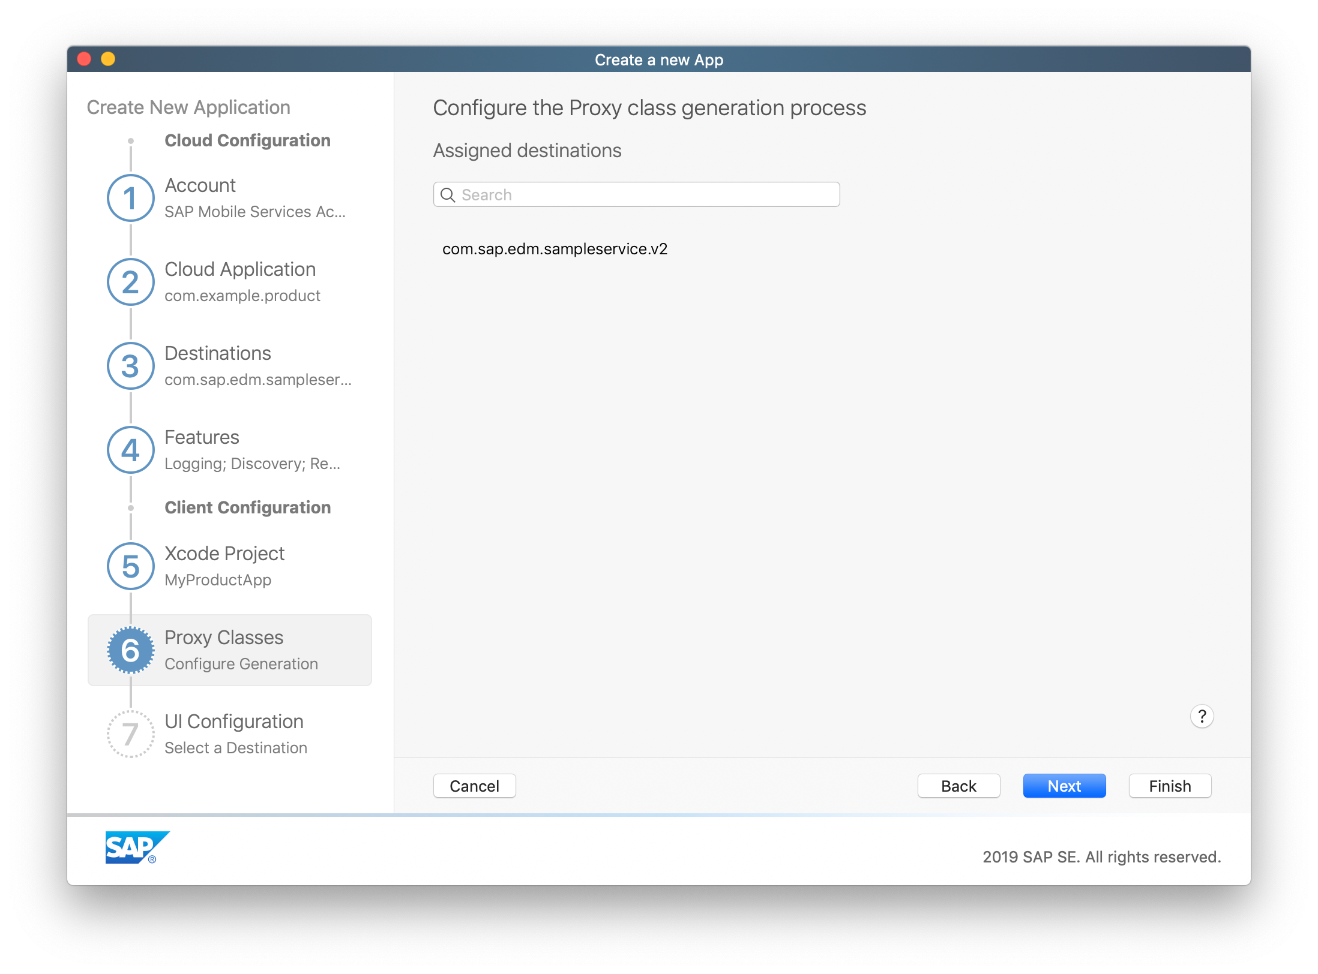 Create a new App
Create New Application
Cloud Configuration
1
Account
SAP Mobile Services Ac...
2
Cloud Application
com.example.product
3
Destinations
com.sap.edm.sampleser...
4
Features
Logging; Discovery; Re...
Client Configuration
5
Xcode Project
MyProductApp
6
Proxy Classes
Configure Generation
7
UI Configuration
Select a Destination
Configure the Proxy class generation process
Assigned destinations
Search
com.sap.edm.sampleservice.v2
?
Cancel
Back
Next
Finish
SAP®
2019 SAP SE. All rights reserved.